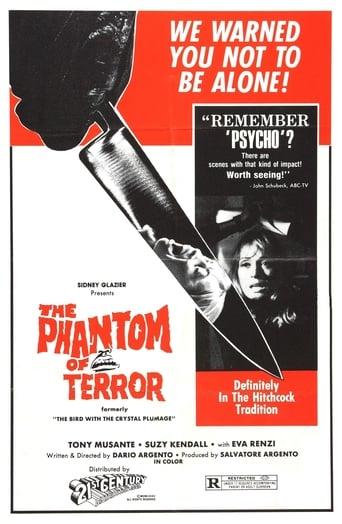 WE WARNED
YOU NOT TO
BE ALONE!
"REMEMBER
'PSYCHO'?
There are
scenes with that kind of impact!
Worth seeing!"
- John Schubeck, ABC-TV
SIDNEY GLAZIER
Presents
THE
PHANTOM
OF
TERROR
formerly
"THE BIRD WITH THE CRYSTAL PLUMAGE"
Definitely
In The Hitchcock
Tradition
TONY MUSANTE • SUZY KENDALL • with EVA RENZI
Written & Directed by DARIO ARGENTO • Produced by SALVATORE ARGENTO
IN COLOR
Distributed by
21st CENTURY
R
RESTRICTED